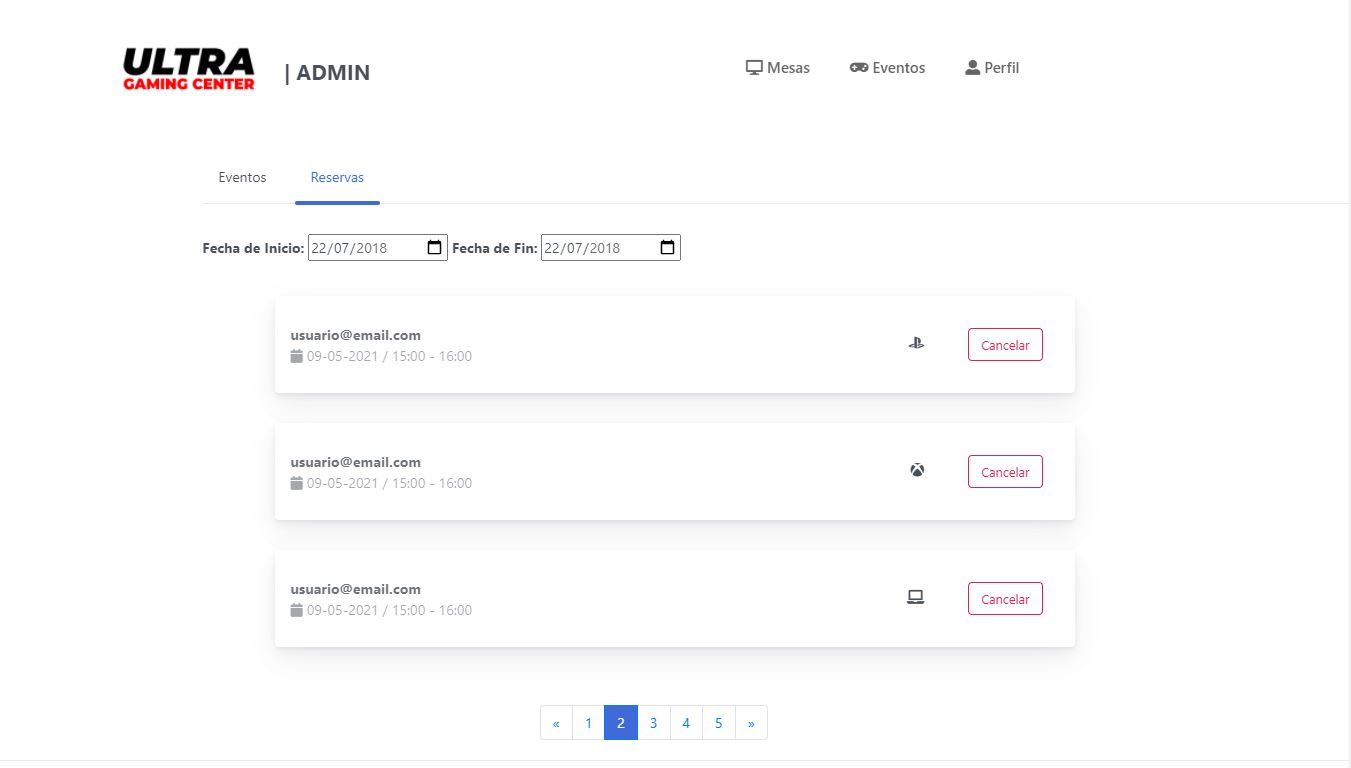 ULTRA
GAMING CENTER
| ADMIN
Mesas
Eventos
Perfil
Eventos
Reservas
Fecha de Inicio: 22/07/2018 Fecha de Fin: 22/07/2018
usuario@email.com
09-05-2021 / 15:00 - 16:00
Cancelar
usuario@email.com
09-05-2021 / 15:00 - 16:00
Cancelar
usuario@email.com
09-05-2021 / 15:00 - 16:00
Cancelar
« 1 2 3 4 5 »